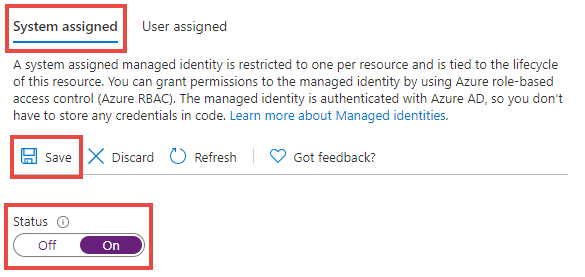 System assigned User assigned
A system assigned managed identity is restricted to one per resource and is tied to the lifecycle
of this resource. You can grant permissions to the managed identity by using Azure role-based
access control (Azure RBAC). The managed identity is authenticated with Azure AD, so you don't
have to store any credentials in code. Learn more about Managed identities.
Save Discard Refresh Got feedback?
Status
Off On